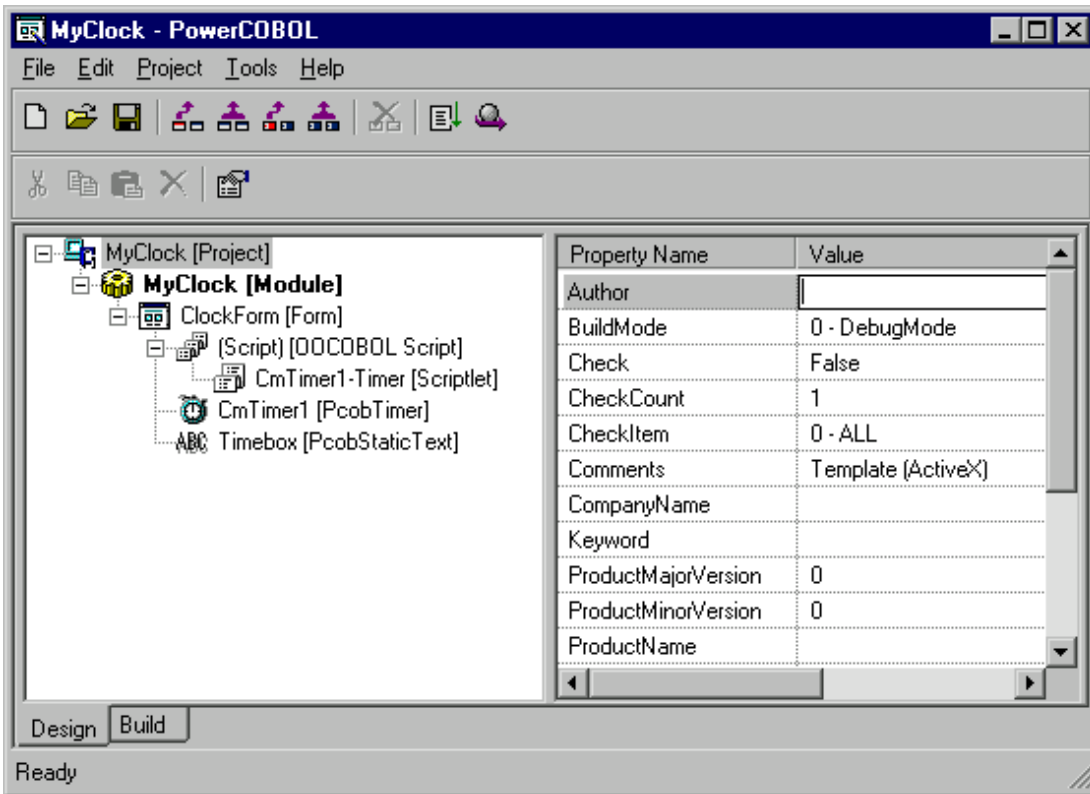 MyClock - PowerCOBOL
File Edit Project Tools Help
MyClock [Project]
MyClock [Module]
ClockForm [Form]
(Script) [OOCOBOL Script]
CmTimer1-Timer [Scriptlet]
CmTimer1 [PcobTimer]
ABC Timebox [PcobStaticText]
Property Name Value
Author
BuildMode 0 - DebugMode
Check False
CheckCount 1
CheckItem 0 - ALL
Comments Template (ActiveX)
CompanyName
Keyword
ProductMajorVersion 0
ProductMinorVersion 0
ProductName
Design Build
Ready